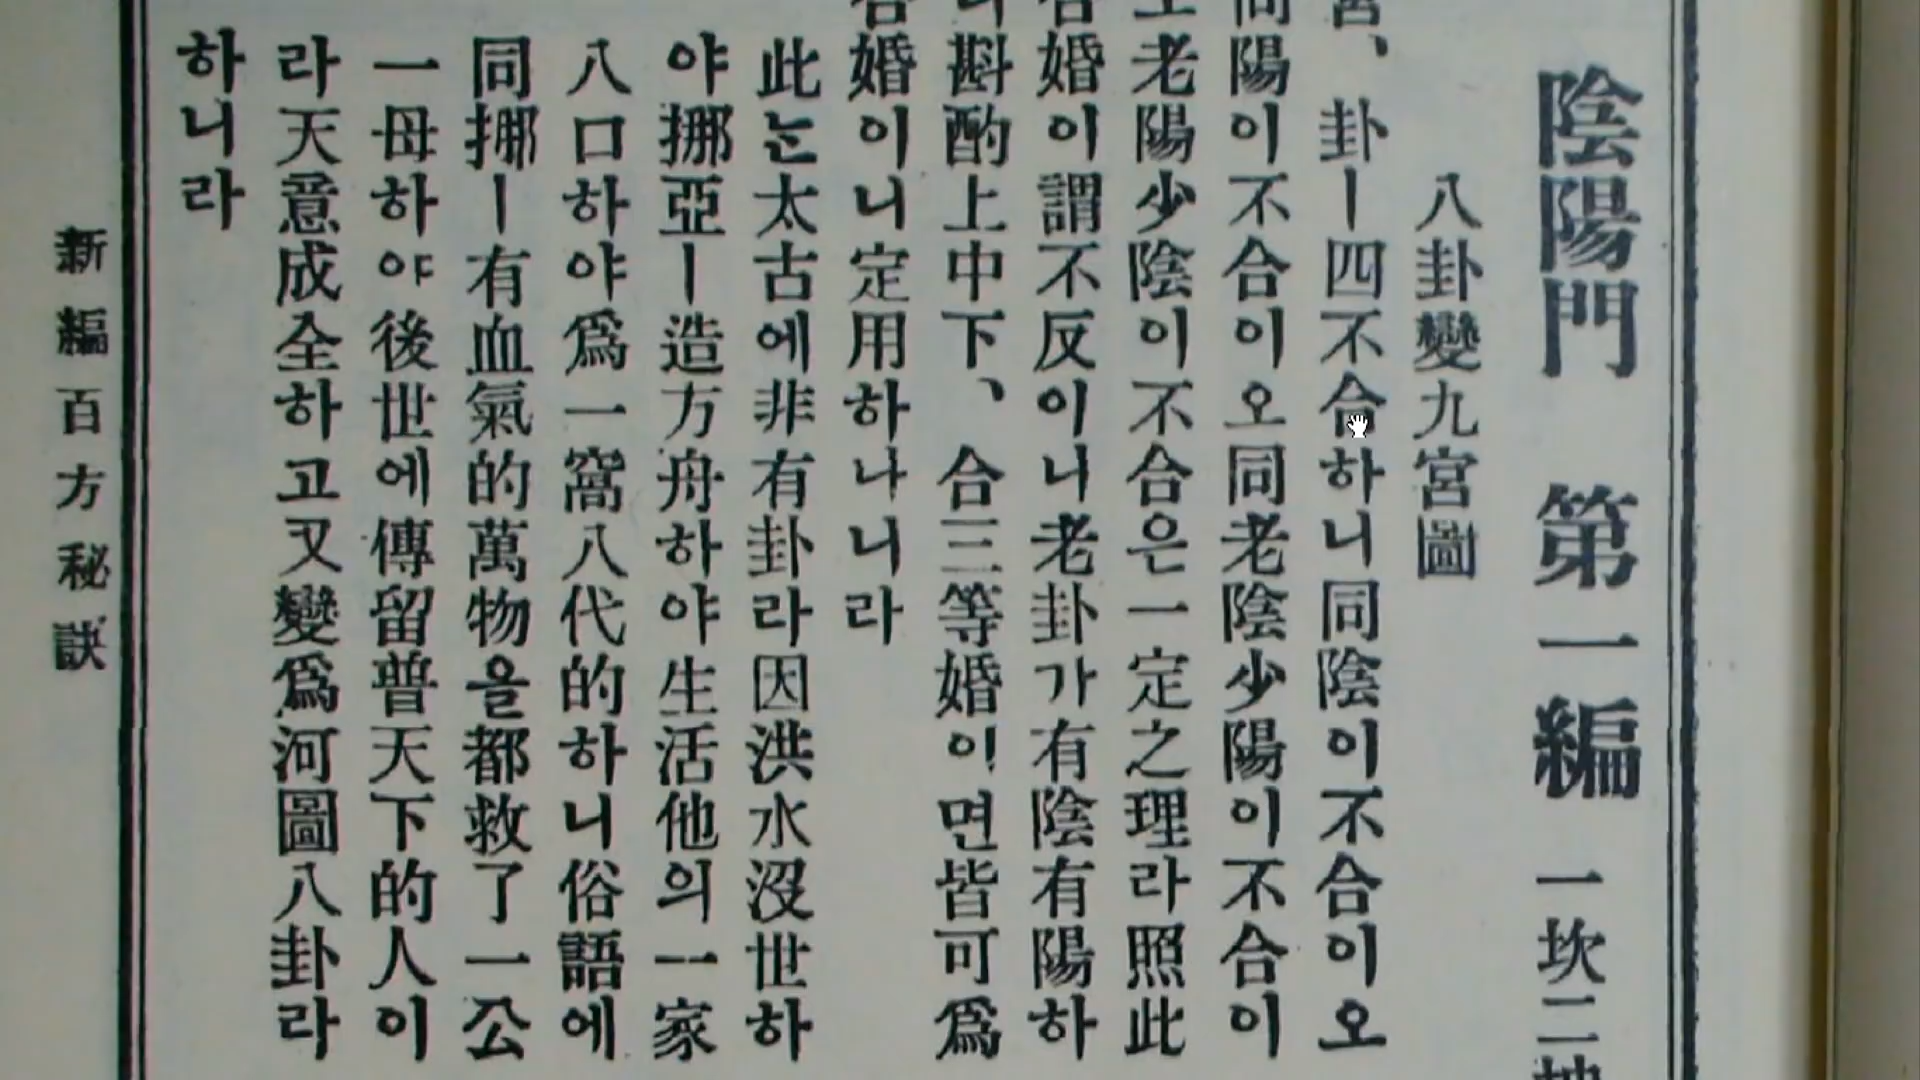 陰陽門 第一編 一坎二坤
八卦變九宮圖
宮、卦ㅣ四不合하니同陰이不合이오
同陽이不合이오同老陰少陽이不合이
오老陽少陰이不合은一定之理라照此
合婚이謂不反이니老卦가有陰有陽하
니斟酌上中下、合三等婚이면皆可爲
合婚이니定用하나니라
此는太古에非有卦라因洪水沒世하
야挪亞ㅣ造方舟하야生活他의一家
八口하야爲一窩八代的하니俗語에
同挪ㅣ有血氣的萬物을都救了一公
一母하야後世에傳留普天下的人이
라天意成全하고又變爲河圖八卦라
하니라
新編百方秘訣